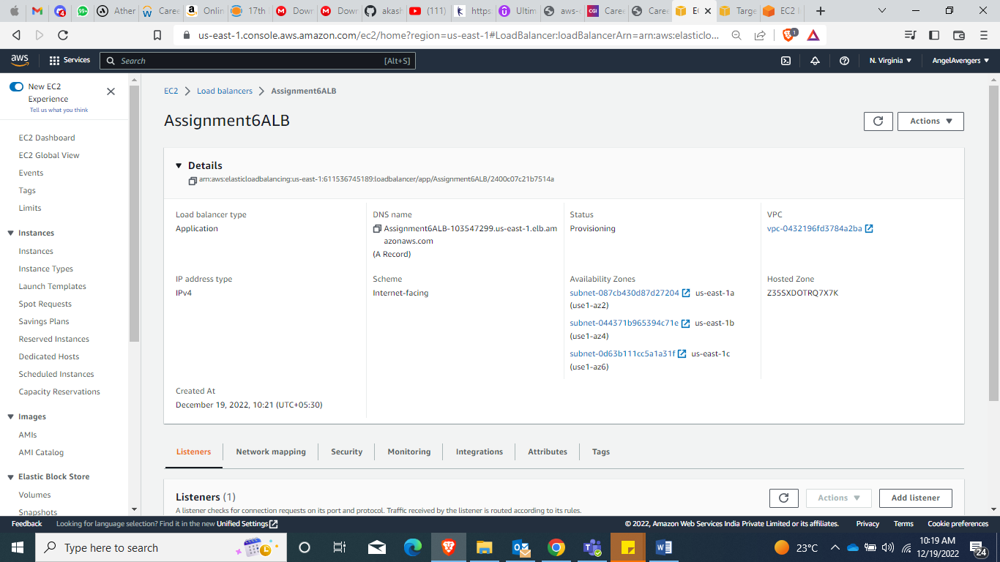 Ather
Caree
Onlin
17th
Down
Down
akash
(111)
https
Ultim
aws-c
Caree
Caree
EC
Targe
EC2 I
99+
CGI
us-east-1.console.aws.amazon.com/ec2/home?region=us-east-1#LoadBalancer:loadBalancerArn=arn:aws:elasticlo...
1
aws
Services
Search
[Alt+S]
N. Virginia
AngelAvengers
New EC2
Experience
Tell us what you think
EC2 Dashboard
EC2 Global View
Events
Tags
Limits
Instances
Instances
Instance Types
Launch Templates
Spot Requests
Savings Plans
Reserved Instances
Dedicated Hosts
Scheduled Instances
Capacity Reservations
Images
AMIs
AMI Catalog
Elastic Block Store
Volumes
Snapshots
EC2
Load balancers
Assignment6ALB
Assignment6ALB
Actions
Details
arn:aws:elasticloadbalancing:us-east-1:611536745189:loadbalancer/app/Assignment6ALB/2400c07c21b7514a
Load balancer type
Application
DNS name
Assignment6ALB-103547299.us-east-1.elb.am
azonaws.com
(A Record)
Status
Provisioning
VPC
vpc-0432196fd3784a2ba
IP address type
IPv4
Scheme
Internet-facing
Availability Zones
subnet-087cb430d87d27204 us-east-1a
(use1-az2)
subnet-044371b965394c71e us-east-1b
(use1-az4)
subnet-0d63b111cc5a1a31f us-east-1c
(use1-az6)
Hosted Zone
Z35SXDOTRQ7X7K
Created At
December 19, 2022, 10:21 (UTC+05:30)
Listeners
Network mapping
Security
Monitoring
Integrations
Attributes
Tags
Listeners (1)
A listener checks for connection requests on its port and protocol. Traffic received by the listener is routed according to its rules.
Actions
Add listener
Feedback
Looking for language selection? Find it in the new Unified Settings
© 2022, Amazon Web Services India Private Limited or its affiliates.
Privacy
Terms
Cookie preferences
Type here to search
23°C
10:19 AM
12/19/2022
24